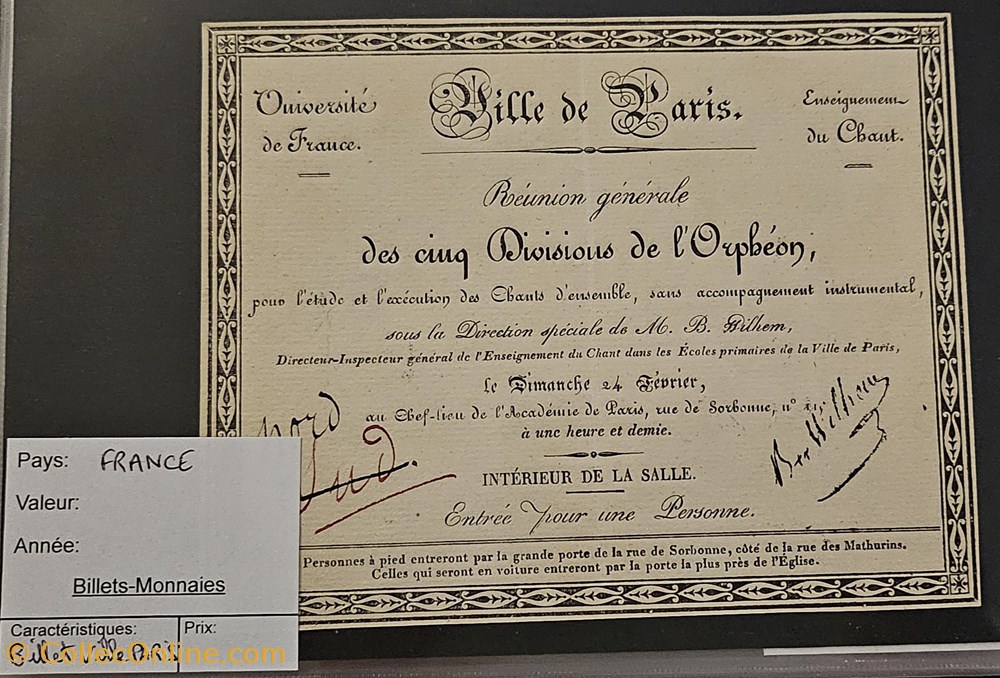 Université
de France.
Ville de Paris.
Enseignement
du Chant.
Réunion générale
des cinq Divisions de l'Orphéon,
pour l'étude et l'exécution des Chants d'ensemble, sans accompagnement instrumental,
sous la Direction spéciale de M. B. Wilhem,
Directeur-Inspecteur général de l'Enseignement du Chant dans les Écoles primaires de la Ville de Paris,
Le Dimanche 24 Février,
au Chef-lieu de l'Académie de Paris, rue de Sorbonne, n°
à une heure et demie.
nord
Sud.
B Wilhem
INTÉRIEUR DE LA SALLE.
Entrée pour une Personne.
Personnes à pied entreront par la grande porte de la rue de Sorbonne, côté de la rue des Mathurins.
Celles qui seront en voiture entreront par la porte la plus près de l'Église.
Pays: FRANCE
Valeur:
Année:
Billets-Monnaies
Caractéristiques:
Prix:
Billet Ville PARIS
© CollecOnline.com